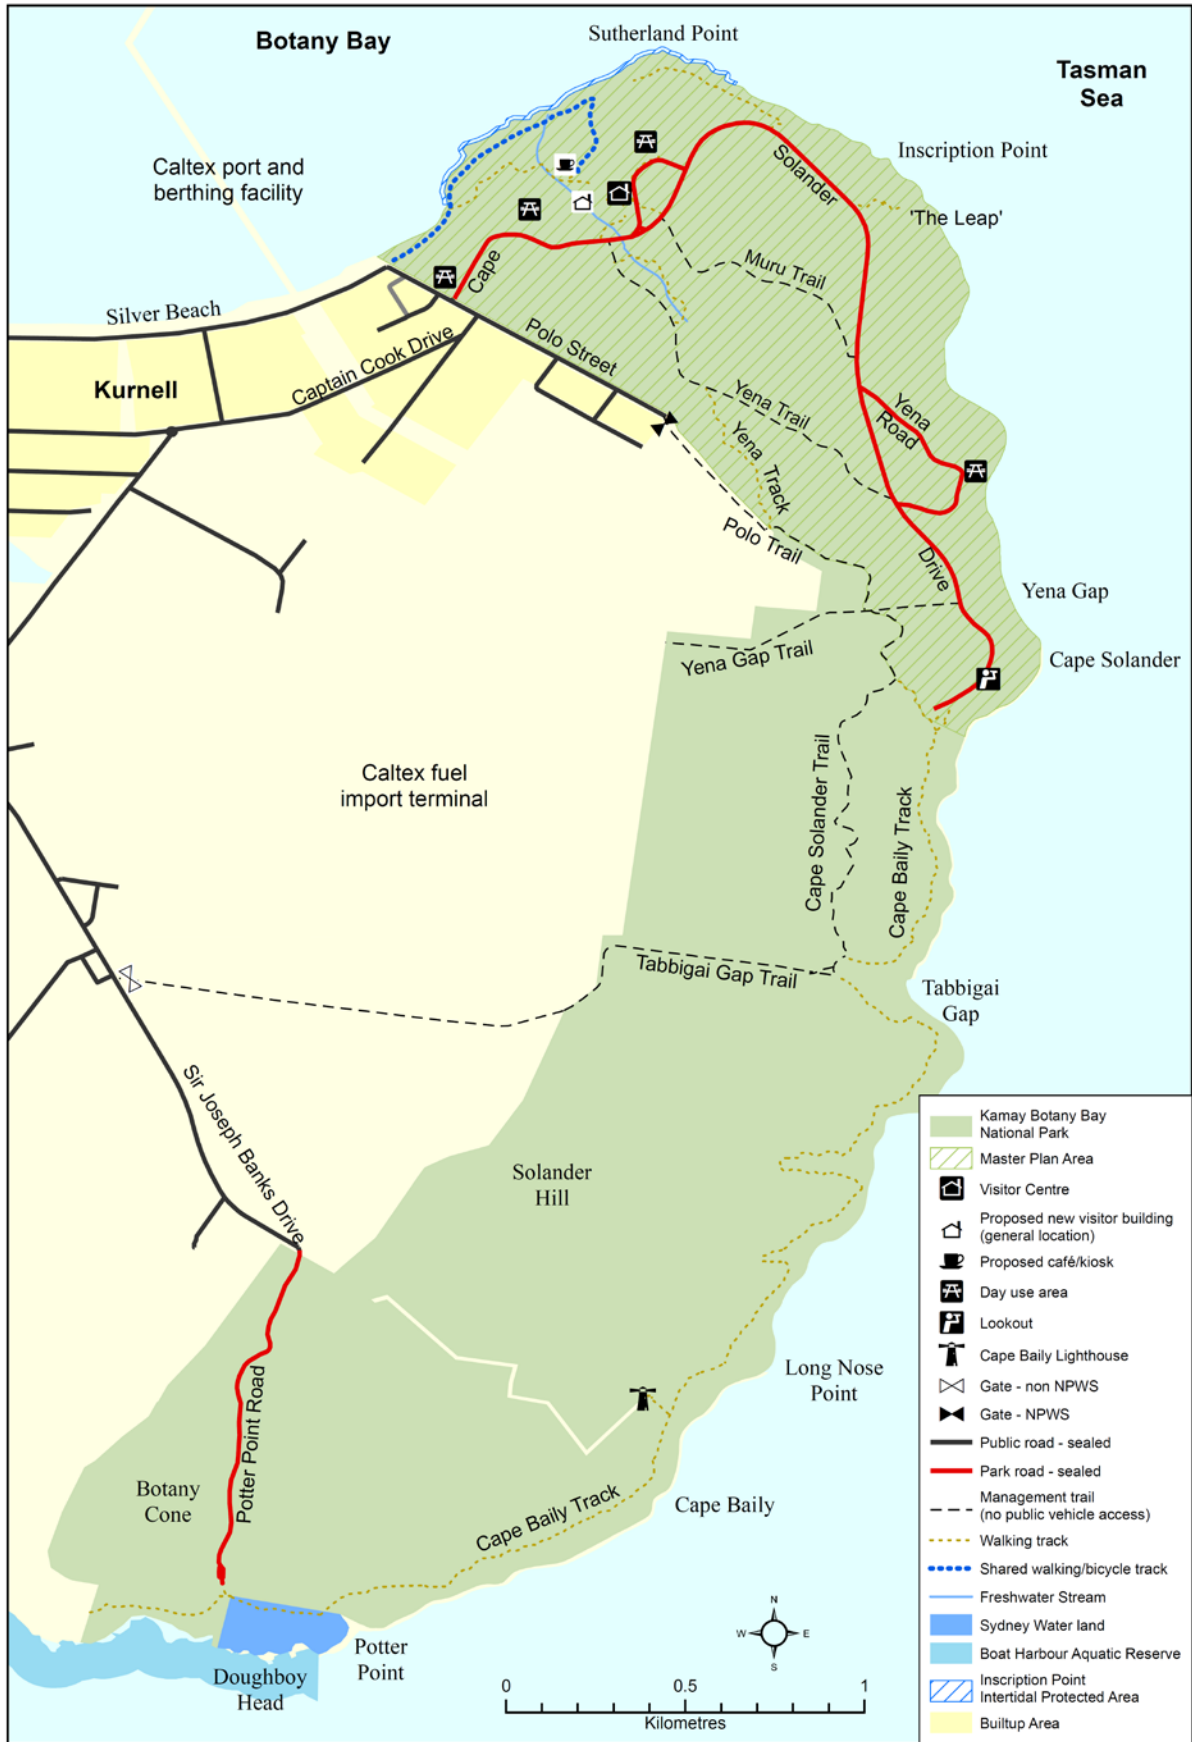 Botany Bay
Sutherland Point
Tasman
Sea
Caltex port and
berthing facility
Inscription Point
'The Leap'
Solander
Muru Trail
Cape
Silver Beach
Polo Street
Captain Cook Drive
Kurnell
Yena
Road
Yena Trail
Yena Track
Polo Trail
Drive
Yena Gap
Cape Solander
Yena Gap Trail
Caltex fuel
import terminal
Cape Solander Trail
Cape Baily Track
Tabbigai Gap Trail
Tabbigai
Gap
Sir Joseph Banks Drive
Solander
Hill
Long Nose
Point
Potter Point Road
Botany
Cone
Cape Baily Track
Cape Baily
Potter
Point
Doughboy
Head
N
W
E
S
0
0.5
1
Kilometres
Kamay Botany Bay
National Park
Master Plan Area
Visitor Centre
Proposed new visitor building
(general location)
Proposed café/kiosk
Day use area
Lookout
Cape Baily Lighthouse
Gate - non NPWS
Gate - NPWS
Public road - sealed
Park road - sealed
Management trail
(no public vehicle access)
Walking track
Shared walking/bicycle track
Freshwater Stream
Sydney Water land
Boat Harbour Aquatic Reserve
Inscription Point
Intertidal Protected Area
Builtup Area